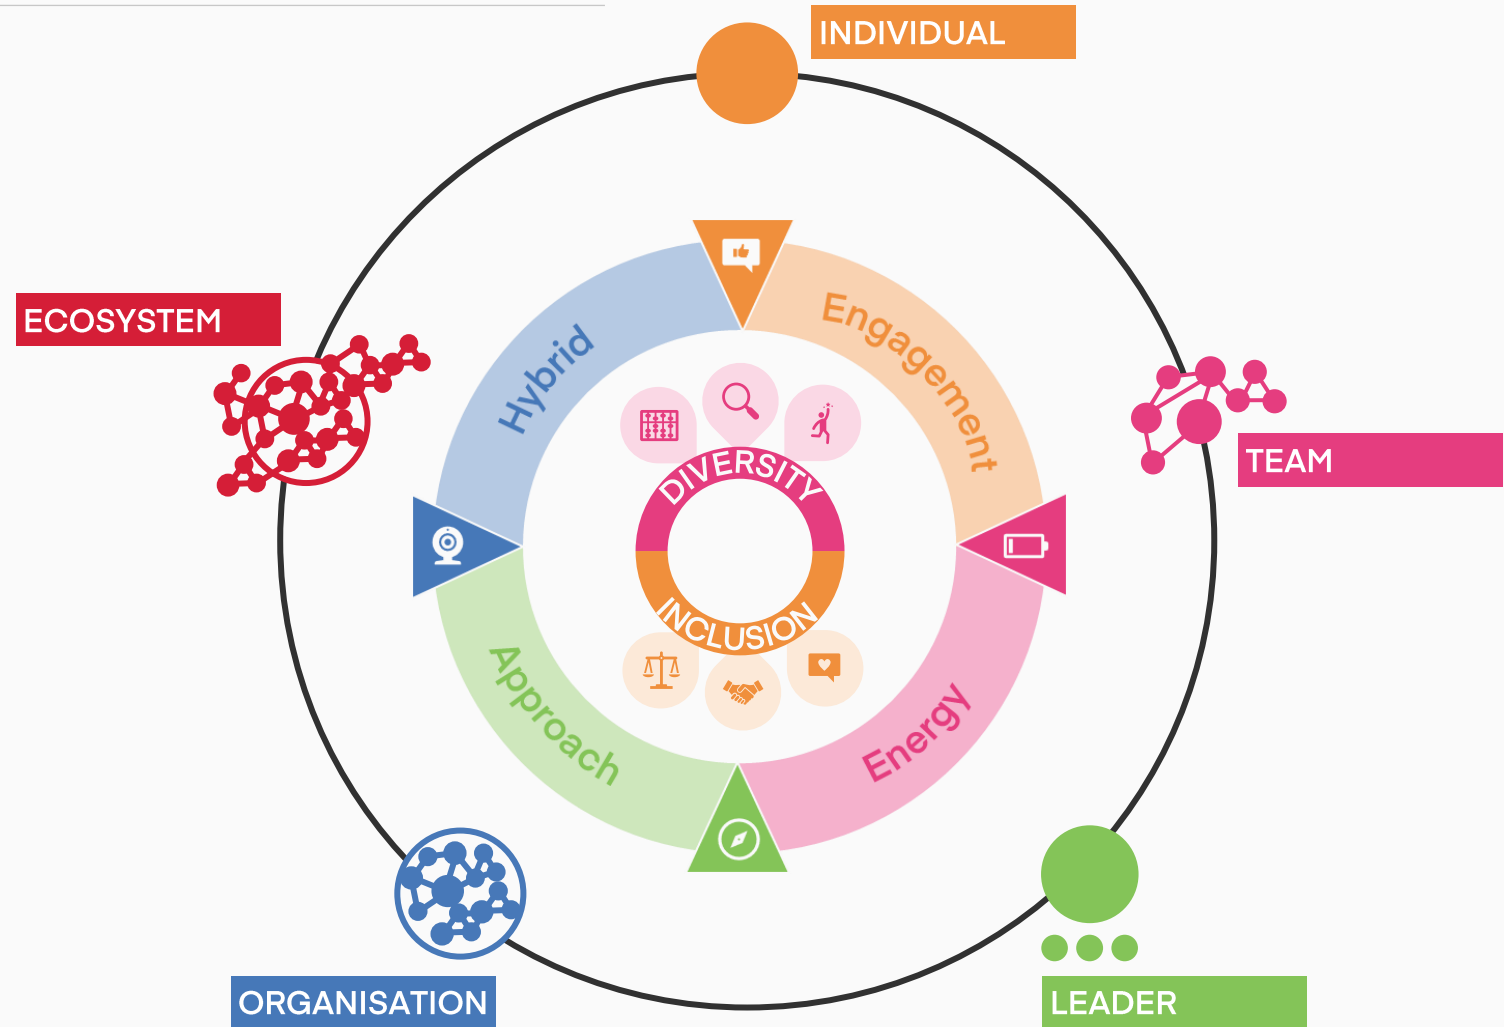 INDIVIDUAL
ECOSYSTEM
Hybrid
Engagement
TEAM
DIVERSITY
INCLUSION
Approach
Energy
ORGANISATION
LEADER